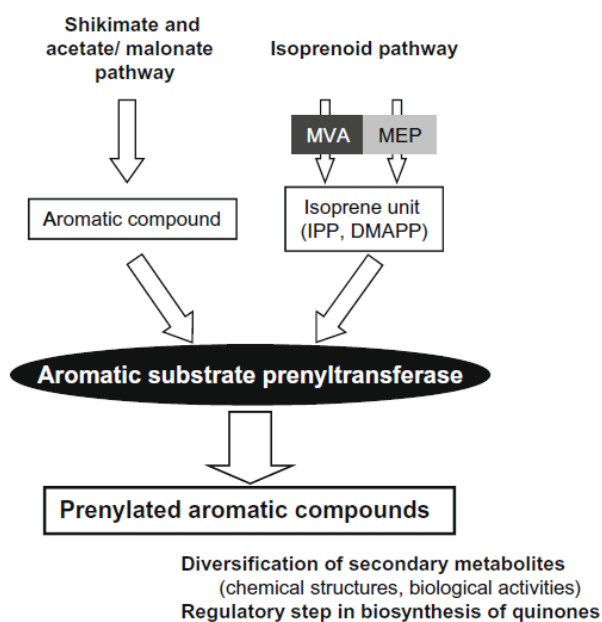 Shikimate and
acetate/ malonate
pathway
Isoprenoid pathway
MVA
MEP
Aromatic compound
Isoprene unit
(IPP, DMAPP)
Aromatic substrate prenyltransferase
Prenylated aromatic compounds
Diversification of secondary metabolites
(chemical structures, biological activities)
Regulatory step in biosynthesis of quinones